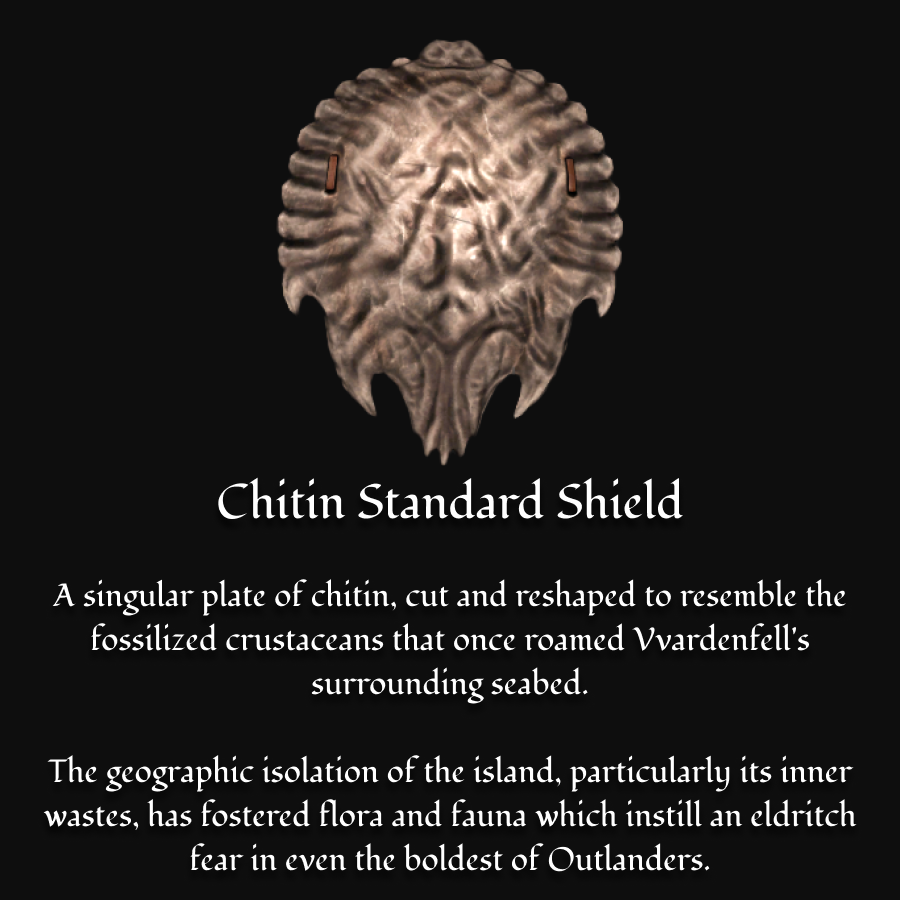 Chitin Standard Shield
A singular plate of chitin, cut and reshaped to resemble the
fossilized crustaceans that once roamed Vvardenfell's
surrounding seabed.
The geographic isolation of the island, particularly its inner
wastes, has fostered flora and fauna which instill an eldritch
fear in even the boldest of Outlanders.